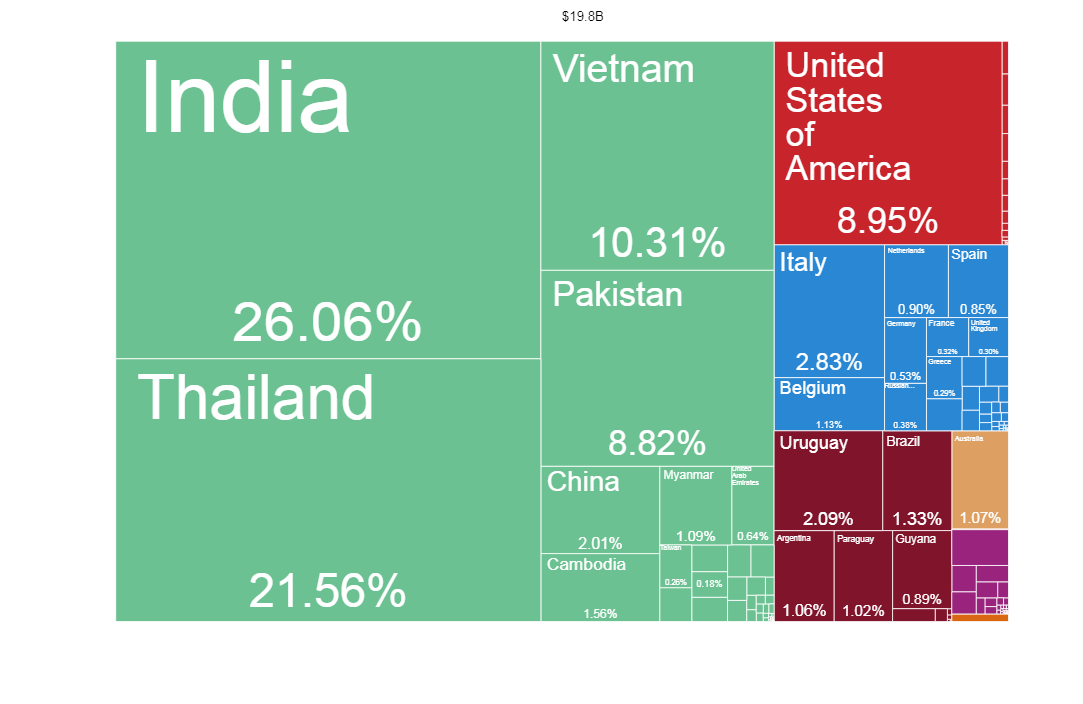 $19.8B
India
26.06%
Thailand
21.56%
Vietnam
10.31%
Pakistan
8.82%
China
2.01%
Cambodia
1.56%
Myanmar
1.09%
United
Arab
Emirates
0.64%
Taiwan
0.26%
0.18%
United
States
of
America
8.95%
Italy
2.83%
Belgium
1.13%
Netherlands
0.90%
Spain
0.85%
Germany
0.53%
Russian...
0.38%
France
0.32%
United
Kingdom
0.30%
Greece
0.29%
Uruguay
2.09%
Brazil
1.33%
Argentina
1.06%
Paraguay
1.02%
Guyana
0.89%
Australia
1.07%